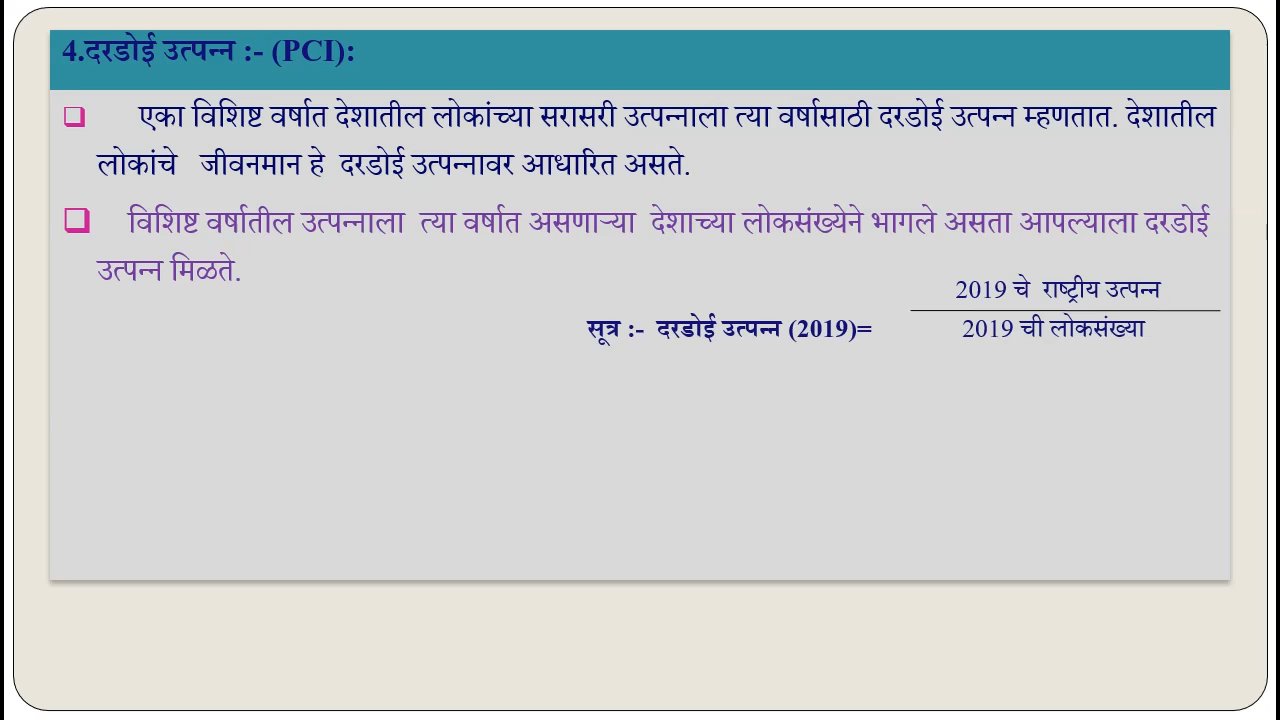 4.दरडोई उत्पन्न :- (PCI):
एका विशिष्ट वर्षात देशातील लोकांच्या सरासरी उत्पन्नाला त्या वर्षासाठी दरडोई उत्पन्न म्हणतात. देशातील
लोकांचे जीवनमान हे दरडोई उत्पन्नावर आधारित असते.
विशिष्ट वर्षातील उत्पन्नाला त्या वर्षात असणाऱ्या देशाच्या लोकसंख्येने भागले असता आपल्याला दरडोई
उत्पन्न मिळते.
2019 चे राष्ट्रीय उत्पन्न
सूत्र :- दरडोई उत्पन्न (2019)=
2019 ची लोकसंख्या